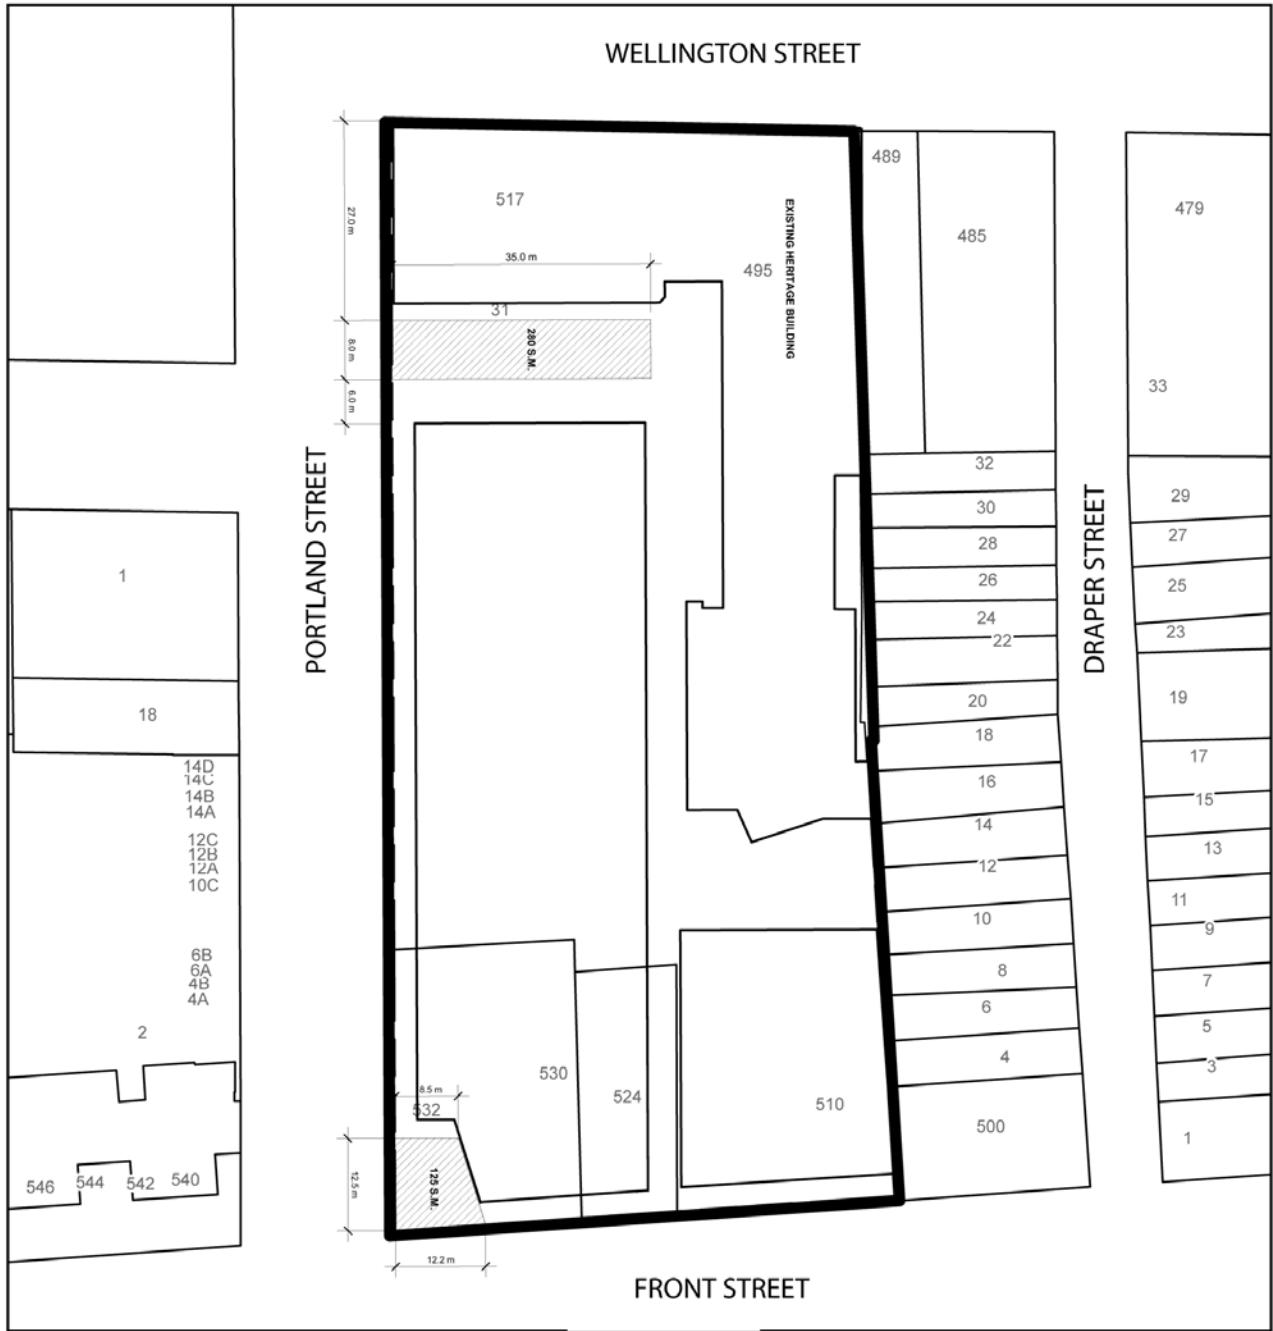 WELLINGTON STREET
489
517
479
485
27.0 m
EXISTING HERITAGE BUILDING
35.0 m
495
31
280 S.M.
8.0 m
6.0 m
33
32
29
30
27
28
26
25
24
23
22
20
19
18
17
16
15
14
13
12
11
10
9
8
7
6
5
4
3
500
1
PORTLAND STREET
DRAPER STREET
1
18
14D
14C
14B
14A
12C
12B
12A
10C
6B
6A
4B
4A
2
546
544
542
540
530
524
510
8.5 m
532
12.5 m
125 S.M.
12.2 m
FRONT STREET